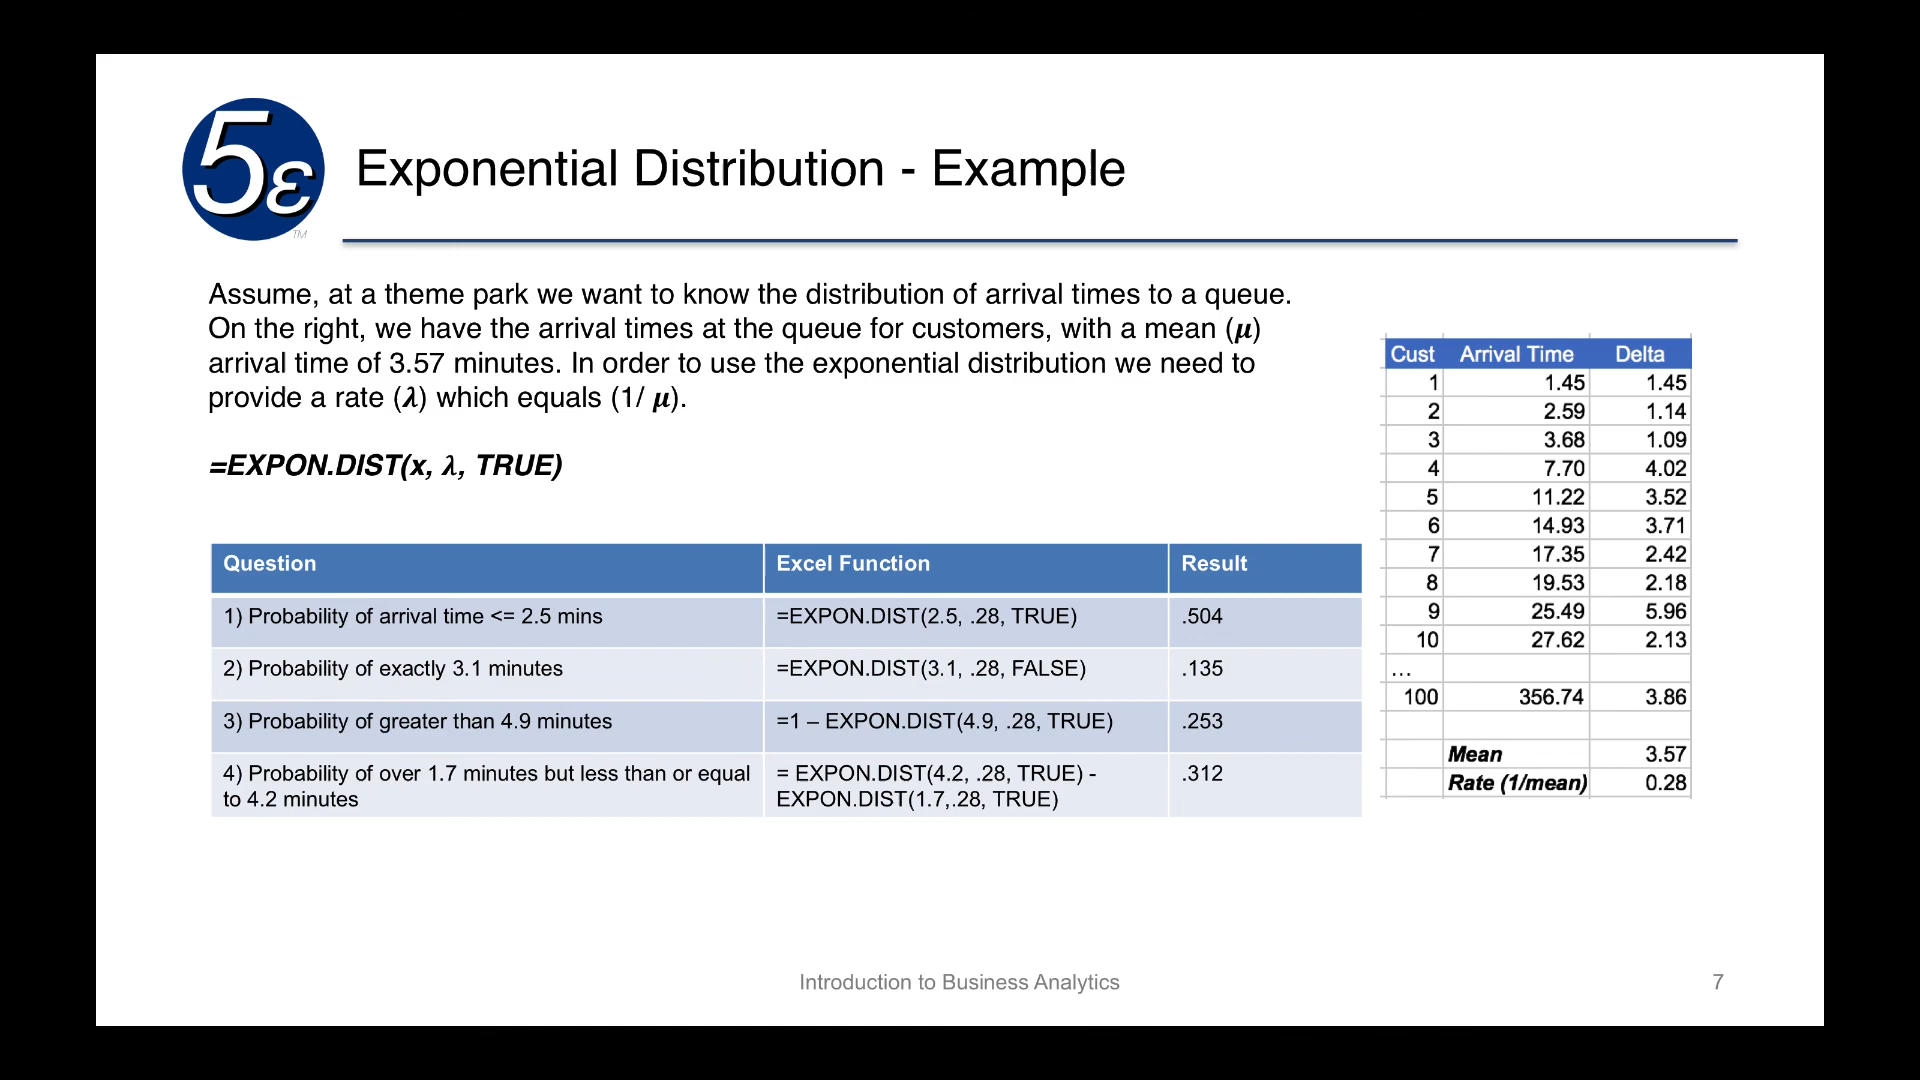 5ε
TM
Exponential Distribution - Example
Assume, at a theme park we want to know the distribution of arrival times to a queue.
On the right, we have the arrival times at the queue for customers, with a mean (μ)
arrival time of 3.57 minutes. In order to use the exponential distribution we need to
provide a rate (λ) which equals (1/ μ).
=EXPON.DIST(x, λ, TRUE)
Question Excel Function Result
1) Probability of arrival time <= 2.5 mins =EXPON.DIST(2.5, .28, TRUE) .504
2) Probability of exactly 3.1 minutes =EXPON.DIST(3.1, .28, FALSE) .135
3) Probability of greater than 4.9 minutes =1 – EXPON.DIST(4.9, .28, TRUE) .253
4) Probability of over 1.7 minutes but less than or equal = EXPON.DIST(4.2, .28, TRUE) - .312
to 4.2 minutes EXPON.DIST(1.7,.28, TRUE)
Cust Arrival Time Delta
1 1.45 1.45
2 2.59 1.14
3 3.68 1.09
4 7.70 4.02
5 11.22 3.52
6 14.93 3.71
7 17.35 2.42
8 19.53 2.18
9 25.49 5.96
10 27.62 2.13
...
100 356.74 3.86
Mean 3.57
Rate (1/mean) 0.28
Introduction to Business Analytics
7